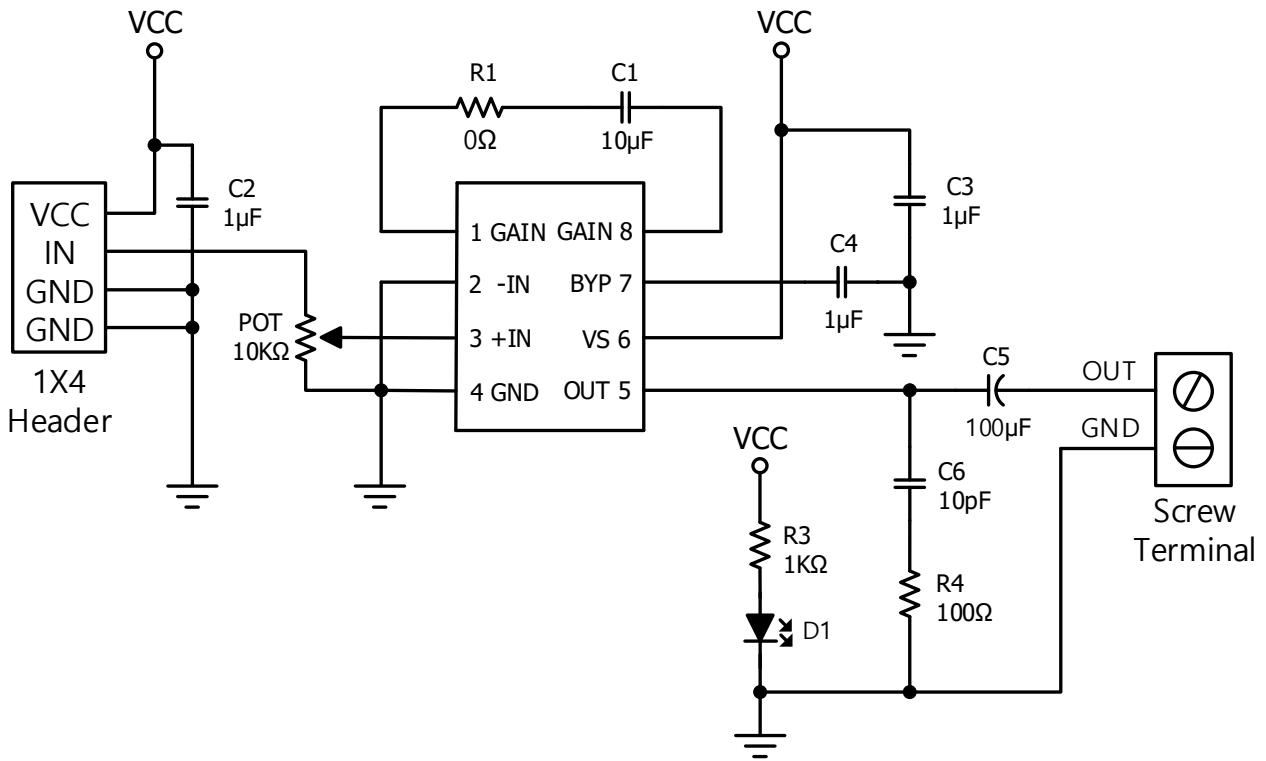 VCC
VCC
R1
0Ω
C1
10µF
C2
1µF
VCC
IN
GND
GND
1X4
Header
POT
10KΩ
1 GAIN GAIN 8
2 -IN BYP 7
3 +IN VS 6
4 GND OUT 5
C3
1µF
C4
1µF
C5
100µF
OUT
GND
Screw
Terminal
C6
10pF
R4
100Ω
VCC
R3
1KΩ
D1